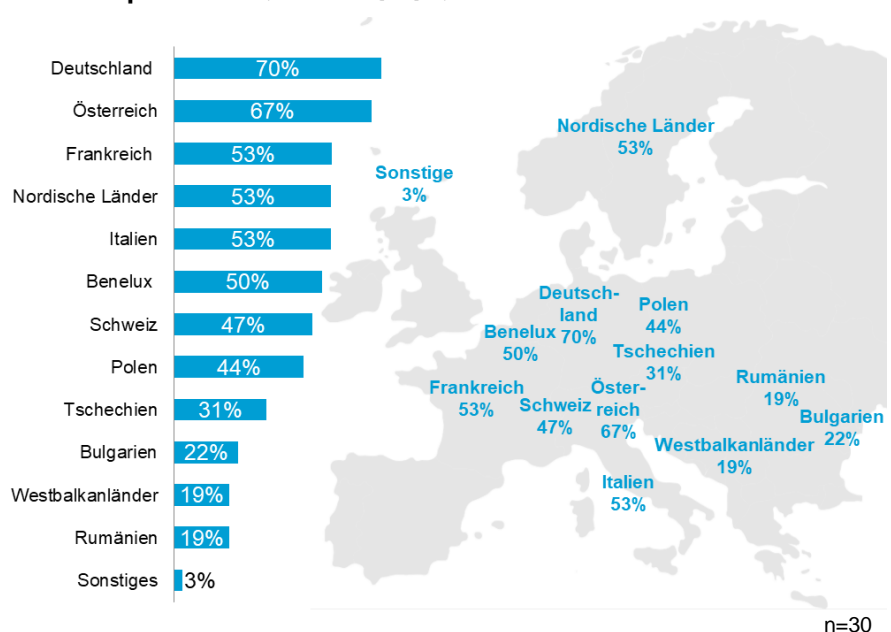 Deutschland 70%
Österreich 67%
Frankreich 53%
Nordische Länder 53%
Italien 53%
Benelux 50%
Schweiz 47%
Polen 44%
Tschechien 31%
Bulgarien 22%
Westbalkanländer 19%
Rumänien 19%
Sonstiges 3%
Nordische Länder
53%
Sonstige
3%
Deutsch-
land
70%
Polen
44%
Benelux
50%
Tschechien
31%
Frankreich
53%
Schweiz
47%
Öster-
reich
67%
Rumänien
19%
Bulgarien
22%
Westbalkanländer
19%
Italien
53%
n=30